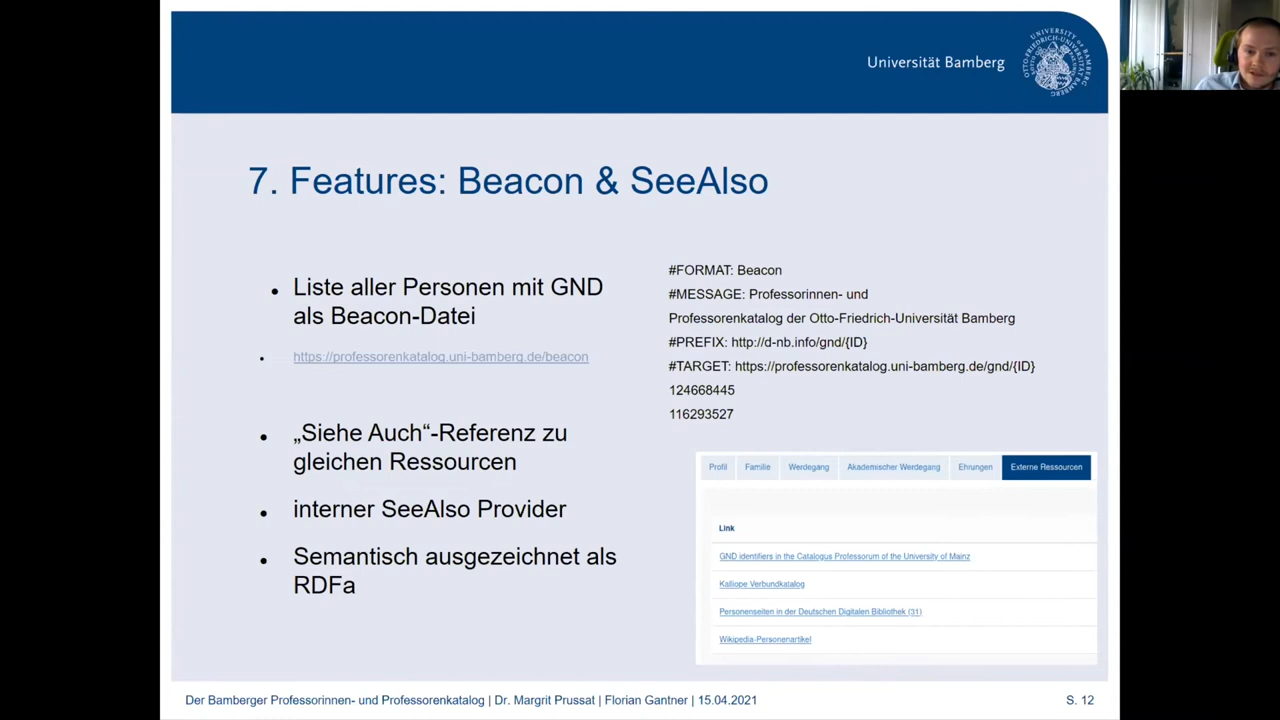 Universität Bamberg
7. Features: Beacon & SeeAlso
Liste aller Personen mit GND
als Beacon-Datei
https://professorenkatalog.uni-bamberg.de/beacon
„Siehe Auch“-Referenz zu
gleichen Ressourcen
interner SeeAlso Provider
Semantisch ausgezeichnet als
RDFa
#FORMAT: Beacon
#MESSAGE: Professorinnen- und
Professorenkatalog der Otto-Friedrich-Universität Bamberg
#PREFIX: http://d-nb.info/gnd/{ID}
#TARGET: https://professorenkatalog.uni-bamberg.de/gnd/{ID}
124668445
116293527
Profil Familie Werdegang Akademischer Werdegang Ehrungen Externe Ressourcen
Link
GND identifiers in the Catalogus Professorum of the University of Mainz
Kalliope Verbundkatalog
Personenseiten in der Deutschen Digitalen Bibliothek (31)
Wikipedia-Personenartikel
Der Bamberger Professorinnen- und Professorenkatalog | Dr. Margrit Prussat | Florian Gantner | 15.04.2021
S. 12